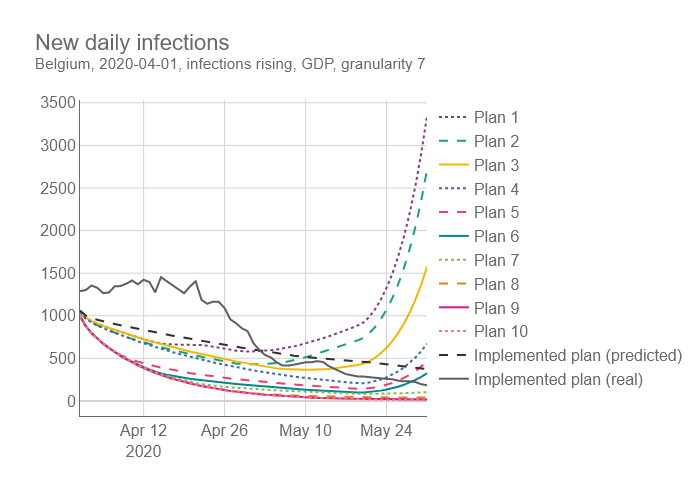 New daily infections
Belgium, 2020-04-01, infections rising, GDP, granularity 7
3500
3000
2500
2000
1500
1000
500
0
Apr 12
2020
Apr 26
May 10
May 24
Plan 1
Plan 2
Plan 3
Plan 4
Plan 5
Plan 6
Plan 7
Plan 8
Plan 9
Plan 10
Implemented plan (predicted)
Implemented plan (real)